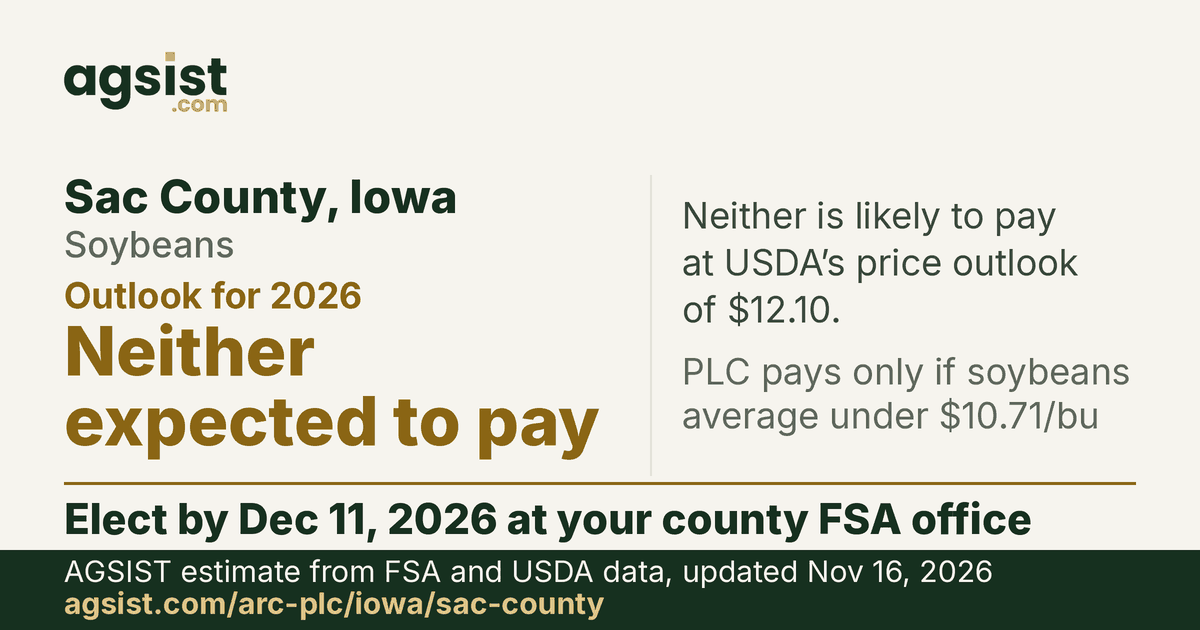 agsist
.com
Sac County, Iowa
Soybeans
Outlook for 2026
Neither
expected to pay
Neither is likely to pay
at USDA’s price outlook
of $12.10.
PLC pays only if soybeans
average under $10.71/bu
Elect by Dec 11, 2026 at your county FSA office
AGSIST estimate from FSA and USDA data, updated Nov 16, 2026
agsist.com/arc-plc/iowa/sac-county